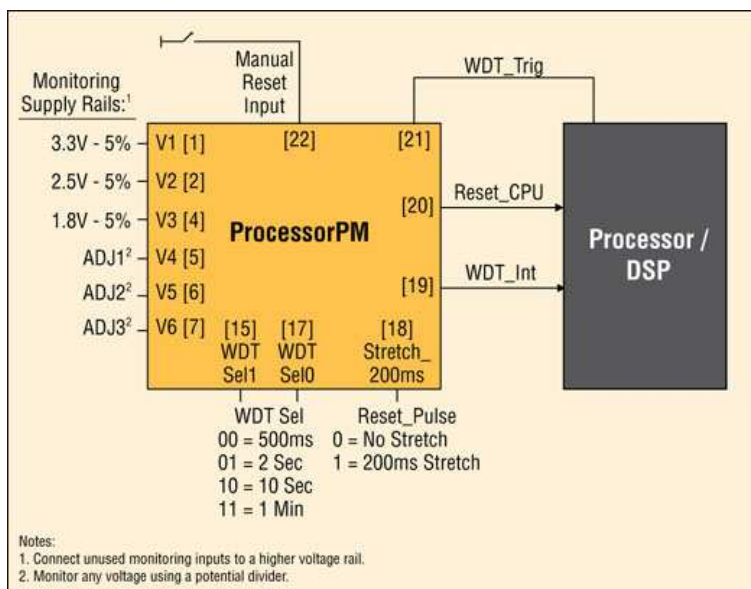 Manual
Reset
Input
WDT_Trig
Monitoring
Supply Rails:¹
3.3V - 5%
V1 [1]
[22]
[21]
2.5V - 5%
V2 [2]
1.8V - 5%
V3 [4]
[20]
Reset_CPU
ProcessorPM
Processor /
DSP
ADJ1²
V4 [5]
ADJ2²
V5 [6]
[19]
WDT_Int
ADJ3²
V6 [7]
[15]
WDT
Sel1
[17]
WDT
Sel0
[18]
Stretch_
200ms
WDT Sel
00 = 500ms
01 = 2 Sec
10 = 10 Sec
11 = 1 Min
Reset_Pulse
0 = No Stretch
1 = 200ms Stretch
Notes:
1. Connect unused monitoring inputs to a higher voltage rail.
2. Monitor any voltage using a potential divider.